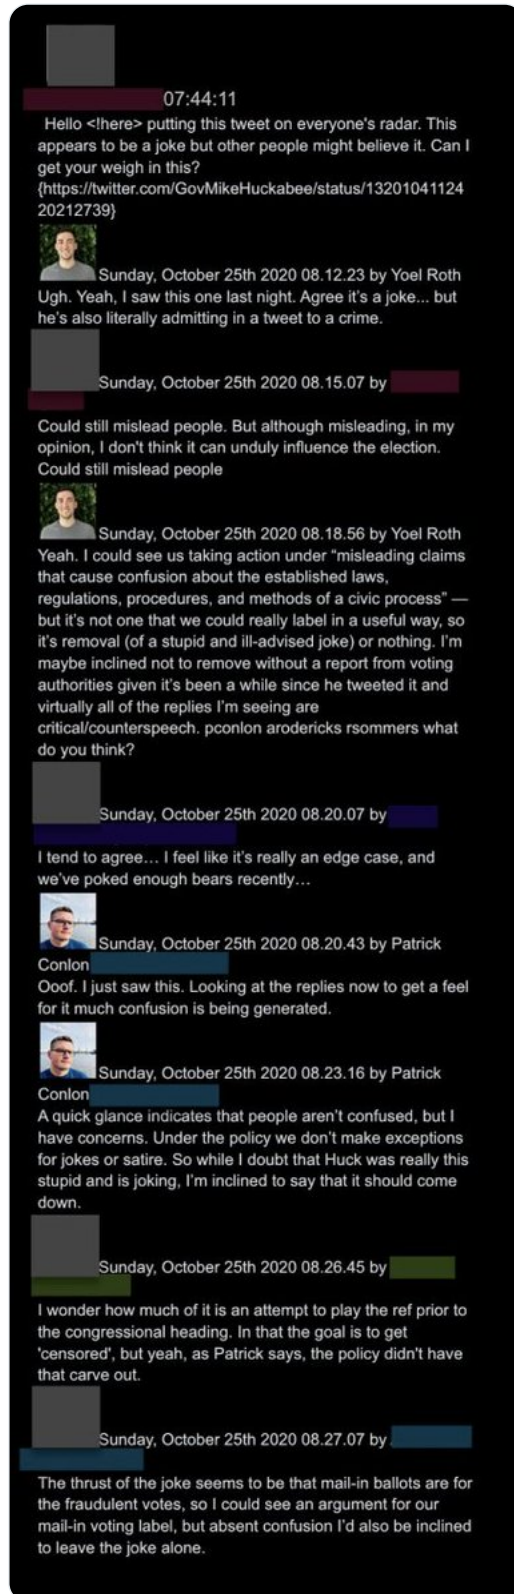 07:44:11
Hello <!here> putting this tweet on everyone's radar. This
appears to be a joke but other people might believe it. Can I
get your weigh in this?
{https://twitter.com/GovMikeHuckabee/status/13201041124
20212739}
Sunday, October 25th 2020 08.12.23 by Yoel Roth
Ugh. Yeah, I saw this one last night. Agree it's a joke... but
he's also literally admitting in a tweet to a crime.
Sunday, October 25th 2020 08.15.07 by
Could still mislead people. But although misleading, in my
opinion, I don't think it can unduly influence the election.
Could still mislead people
Sunday, October 25th 2020 08.18.56 by Yoel Roth
Yeah. I could see us taking action under “misleading claims
that cause confusion about the established laws,
regulations, procedures, and methods of a civic process” —
but it's not one that we could really label in a useful way, so
it's removal (of a stupid and ill-advised joke) or nothing. I'm
maybe inclined not to remove without a report from voting
authorities given it's been a while since he tweeted it and
virtually all of the replies I'm seeing are
critical/counterspeech. pconlon arodericks rsommers what
do you think?
Sunday, October 25th 2020 08.20.07 by
I tend to agree… I feel like it's really an edge case, and
we've poked enough bears recently…
Sunday, October 25th 2020 08.20.43 by Patrick
Conlon
Ooof. I just saw this. Looking at the replies now to get a feel
for it much confusion is being generated.
Sunday, October 25th 2020 08.23.16 by Patrick
Conlon
A quick glance indicates that people aren't confused, but I
have concerns. Under the policy we don't make exceptions
for jokes or satire. So while I doubt that Huck was really this
stupid and is joking, I'm inclined to say that it should come
down.
Sunday, October 25th 2020 08.26.45 by
I wonder how much of it is an attempt to play the ref prior to
the congressional heading. In that the goal is to get
'censored', but yeah, as Patrick says, the policy didn't have
that carve out.
Sunday, October 25th 2020 08.27.07 by
The thrust of the joke seems to be that mail-in ballots are for
the fraudulent votes, so I could see an argument for our
mail-in voting label, but absent confusion I'd also be inclined
to leave the joke alone.